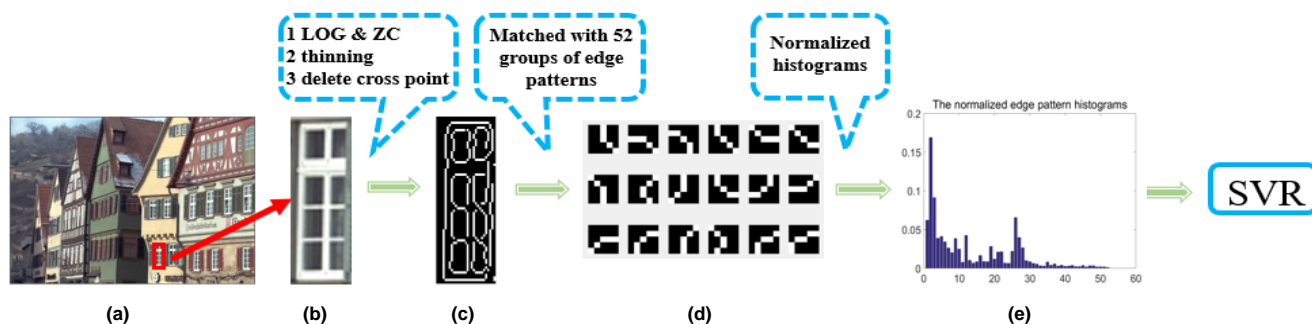 1 LOG & ZC
2 thinning
3 delete cross point
Matched with 52
groups of edge
patterns
Normalized
histograms
The normalized edge pattern histograms
0.2
0.15
0.1
0.05
0
0 10 20 30 40 50 60
SVR
(a) (b) (c) (d) (e)